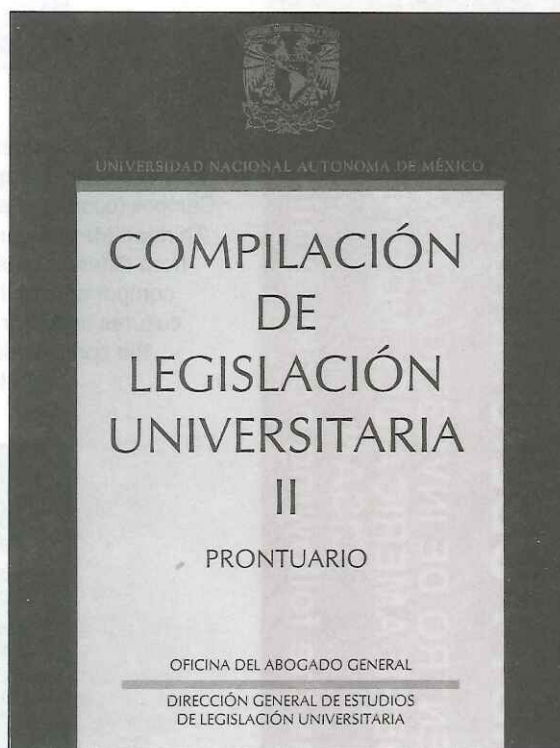 UNIVERSIDAD NACIONAL AUTONOMA DE MÉXICO
COMPILACIÓN
DE
LEGISLACIÓN
UNIVERSITARIA
II
PRONTUARIO
OFICINA DEL ABOGADO GENERAL
DIRECCIÓN GENERAL DE ESTUDIOS
DE LEGISLACIÓN UNIVERSITARIA